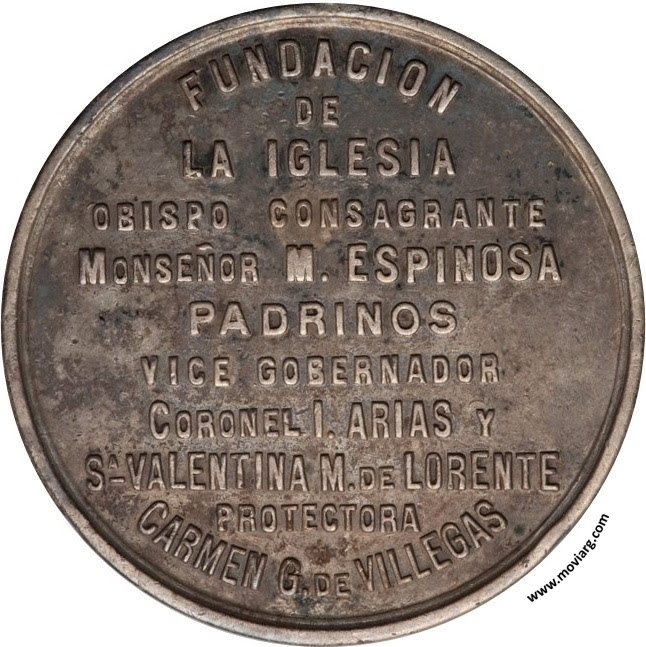 FUNDACION
DE
LA IGLESIA
OBISPO CONSAGRANTE
MONSEÑOR M. ESPINOSA
PADRINOS
VICE GOBERNADOR
CORONEL I. ARIAS Y
SA. VALENTINA M. DE LORENTE
PROTECTORA
CARMEN G. DE VILLEGAS
www.moviarg.com